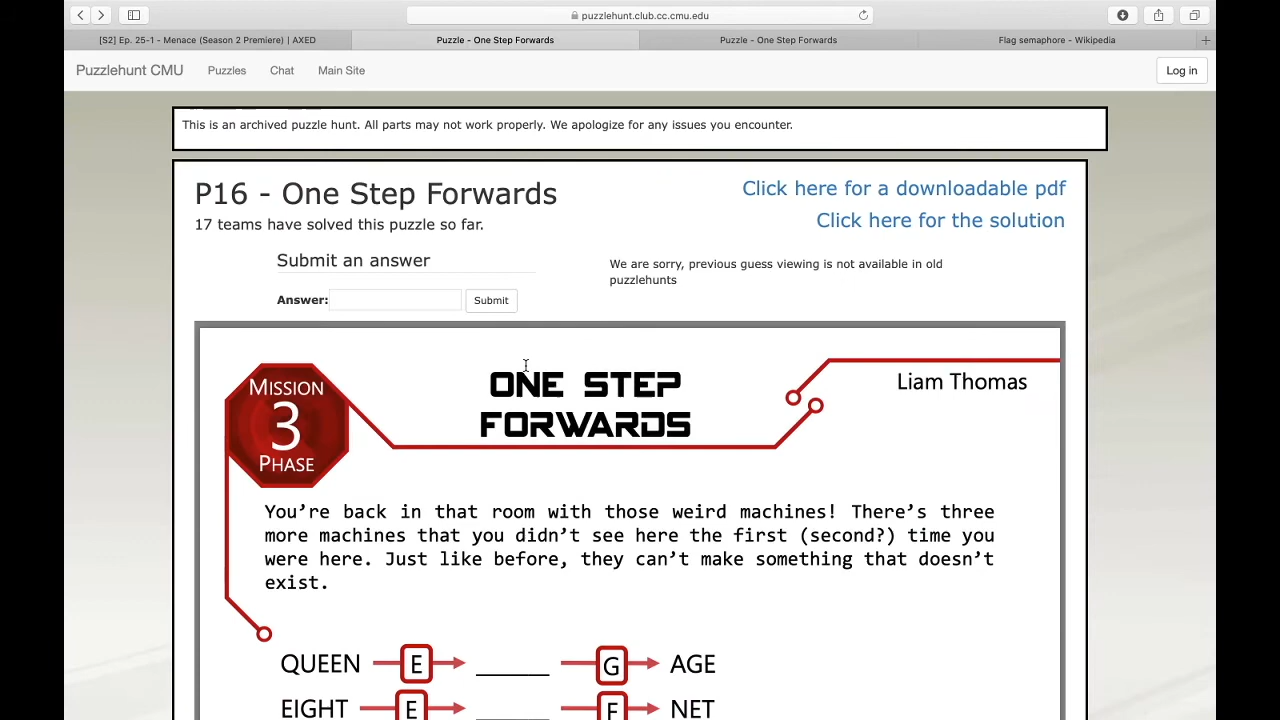 puzzlehunt.club.cc.cmu.edu
[S2] Ep. 25-1 - Menace (Season 2 Premiere) | AXED
Puzzle - One Step Forwards
Puzzle - One Step Forwards
Flag semaphore - Wikipedia
Puzzlehunt CMU
Puzzles
Chat
Main Site
Log in
This is an archived puzzle hunt. All parts may not work properly. We apologize for any issues you encounter.
P16 - One Step Forwards
Click here for a downloadable pdf
17 teams have solved this puzzle so far.
Click here for the solution
Submit an answer
We are sorry, previous guess viewing is not available in old
puzzlehunts
Answer:
Submit
MISSION
3
PHASE
ONE STEP
FORWARDS
Liam Thomas
You're back in that room with those weird machines! There's three
more machines that you didn't see here the first (second?) time you
were here. Just like before, they can't make something that doesn't
exist.
QUEEN E ______ G AGE
EIGHT E ______ F NET